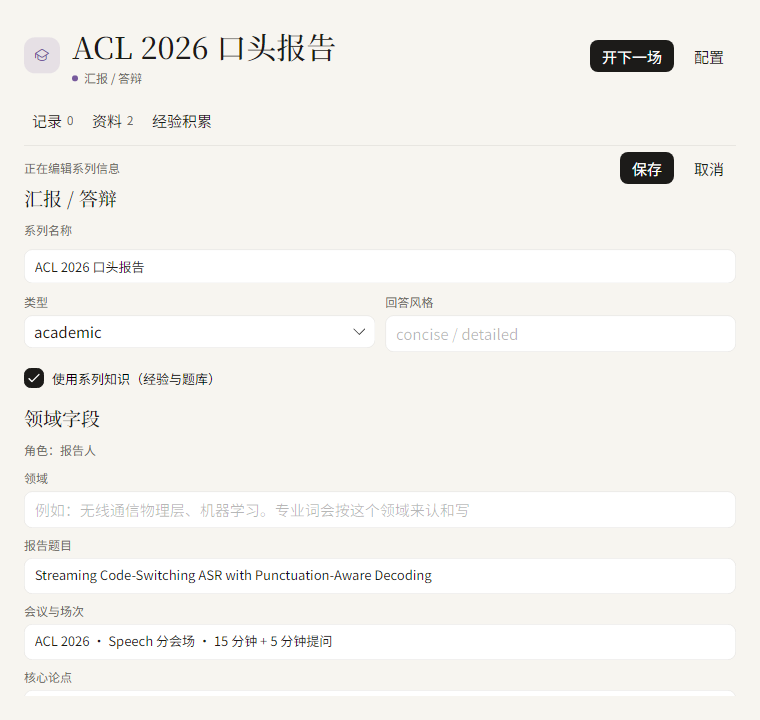 ACL 2026 口头报告
汇报 / 答辩
开下一场
配置
记录 0 资料 2 经验积累
正在编辑系列信息
保存
取消
汇报 / 答辩
系列名称
ACL 2026 口头报告
类型
回答风格
academic
concise / detailed
使用系列知识（经验与题库）
领域字段
角色：报告人
领域
例如：无线通信物理层、机器学习。专业词会按这个领域来认和写
报告题目
Streaming Code-Switching ASR with Punctuation-Aware Decoding
会议与场次
ACL 2026 · Speech 分会场 · 15 分钟 + 5 分钟提问
核心论点